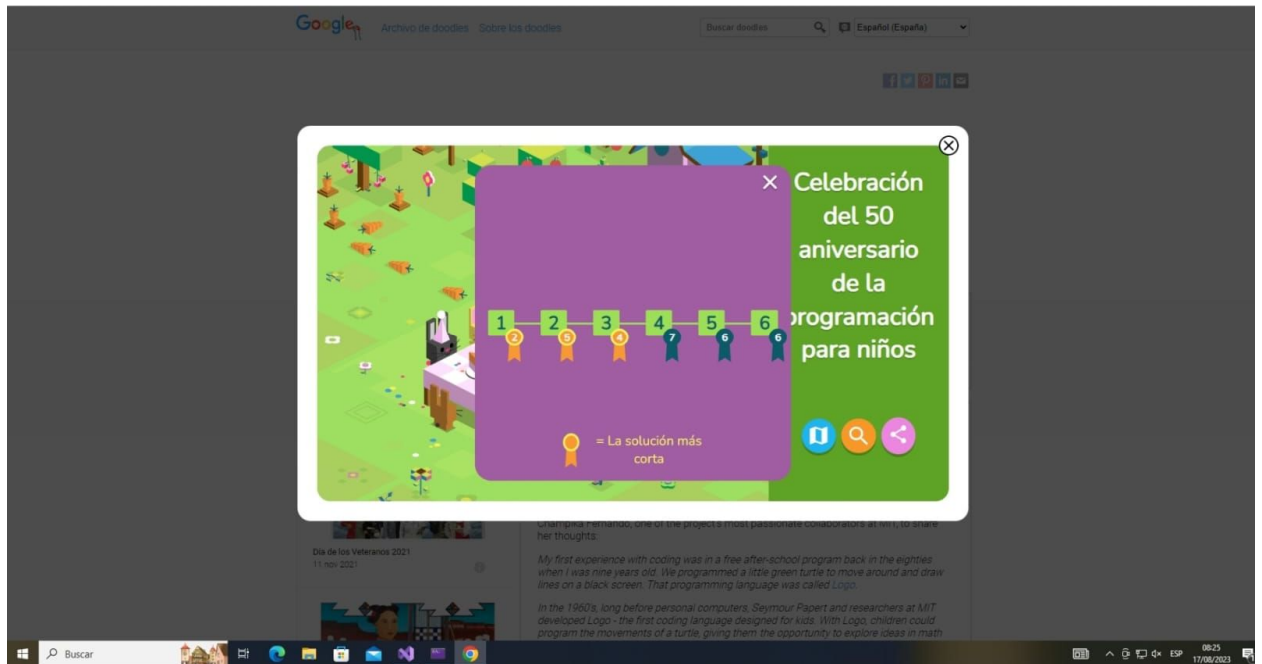 Google
Archivo de doodles Sobre los doodles
Buscar doodles
Español (España)
Celebración
del 50
aniversario
de la
programación
para niños
1 2 3 4 5 6
2 5 4 7 6 6
= La solución más
corta
Día de los Veteranos 2021
11 nov 2021
Champika Fernando, one of the project's most passionate collaborators at MIT, to share
her thoughts:
My first experience with coding was in a free after-school program back in the eighties
when I was nine years old. We programmed a little green turtle to move around and draw
lines on a black screen. That programming language was called Logo.
In the 1960's, long before personal computers, Seymour Papert and researchers at MIT
developed Logo - the first coding language designed for kids. With Logo, children could
program the movements of a turtle, giving them the opportunity to explore ideas in math
Buscar
ESP
08:25
17/08/2023